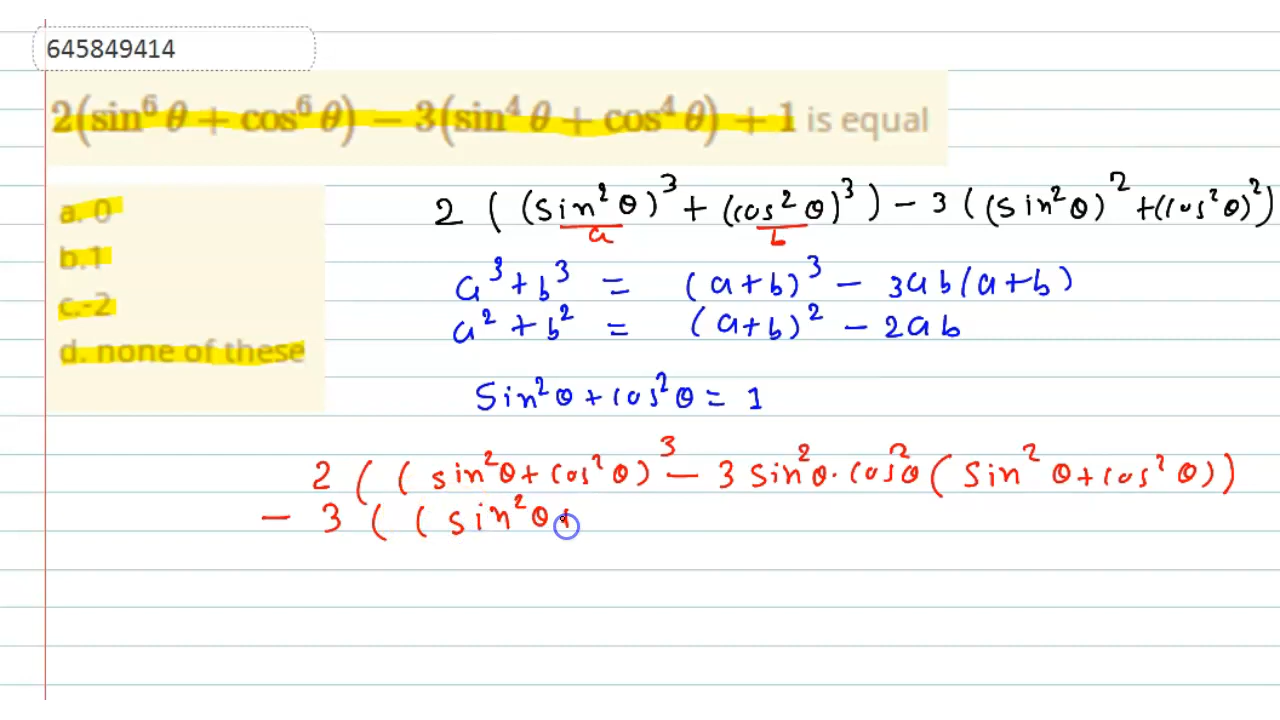 645849414
2(sin⁶ θ + cos⁶ θ) − 3(sin⁴ θ + cos⁴ θ) + 1 is equal
a. 0
b.1
c.-2
d. none of these
2 ( (sin²θ)³ + (cos²θ)³ ) − 3 ( (sin²θ)² + (cos²θ)² )
a b
a³ + b³ = (a+b)³ − 3ab(a+b)
a² + b² = (a+b)² − 2ab
Sin²θ + cos²θ = 1
2 ( ( sin²θ + cos²θ )³ − 3 sin²θ · cos²θ ( sin²θ + cos²θ ) )
− 3 ( ( sin²θ +